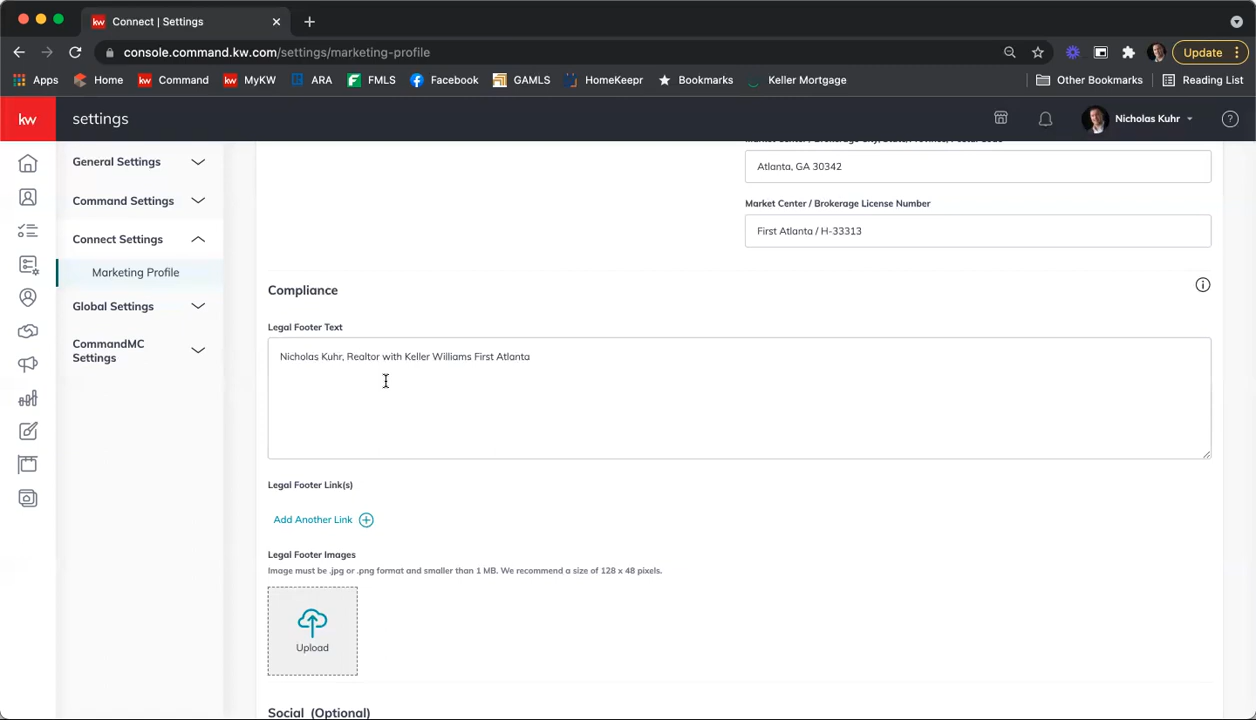 Connect | Settings
console.command.kw.com/settings/marketing-profile
Update
Apps Home Command MyKW ARA FMLS Facebook GAMLS HomeKeepr Bookmarks Keller Mortgage Other Bookmarks Reading List
kw settings Nicholas Kuhr
General Settings
Command Settings
Connect Settings
Marketing Profile
Global Settings
CommandMC
Settings
Market Center / Brokerage City, State/Province, Postal Code
Atlanta, GA 30342
Market Center / Brokerage License Number
First Atlanta / H-33313
Compliance
Legal Footer Text
Nicholas Kuhr, Realtor with Keller Williams First Atlanta
Legal Footer Link(s)
Add Another Link
Legal Footer Images
Image must be .jpg or .png format and smaller than 1 MB. We recommend a size of 128 x 48 pixels.
Upload
Social (Optional)